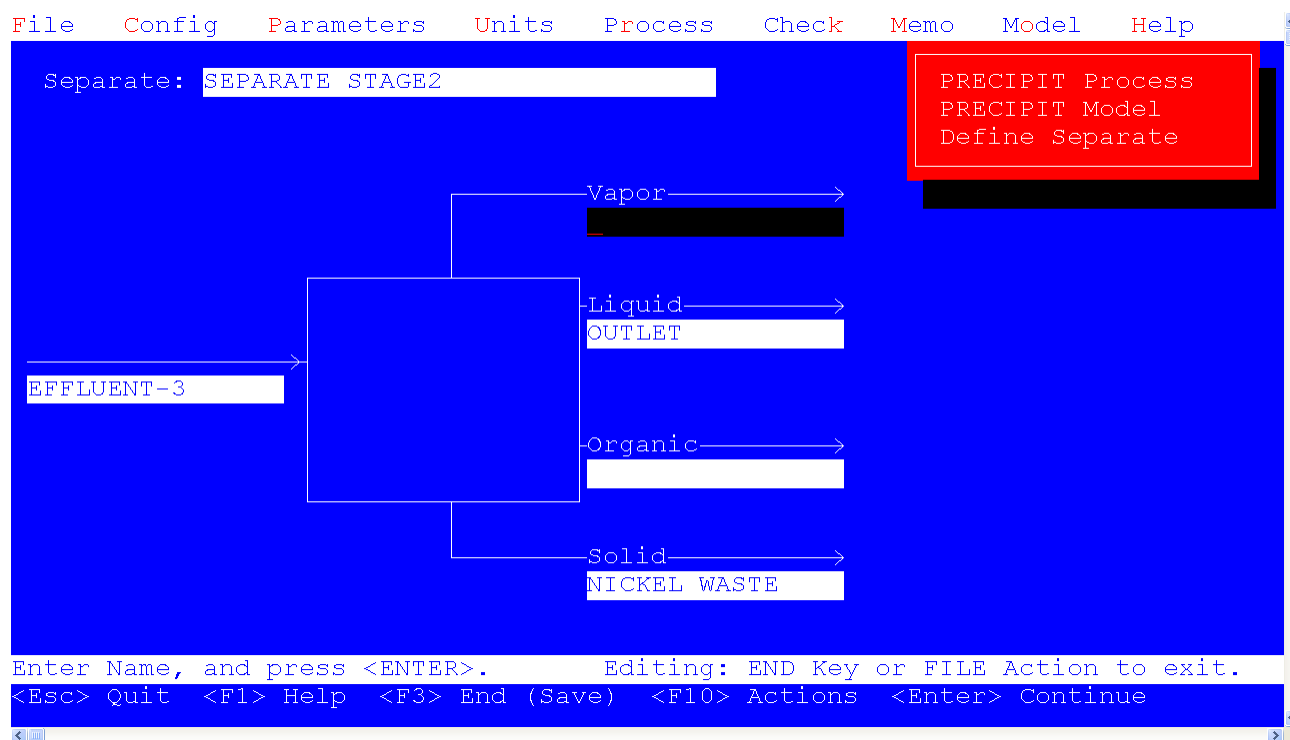 File Config Parameters Units Process Check Memo Model Help
Separate: SEPARATE STAGE2
PRECIPIT Process
PRECIPIT Model
Define Separate
Vapor
Liquid
OUTLET
EFFLUENT-3
Organic
Solid
NICKEL WASTE
Enter Name, and press <ENTER>. Editing: END Key or FILE Action to exit.
<Esc> Quit <F1> Help <F3> End (Save) <F10> Actions <Enter> Continue